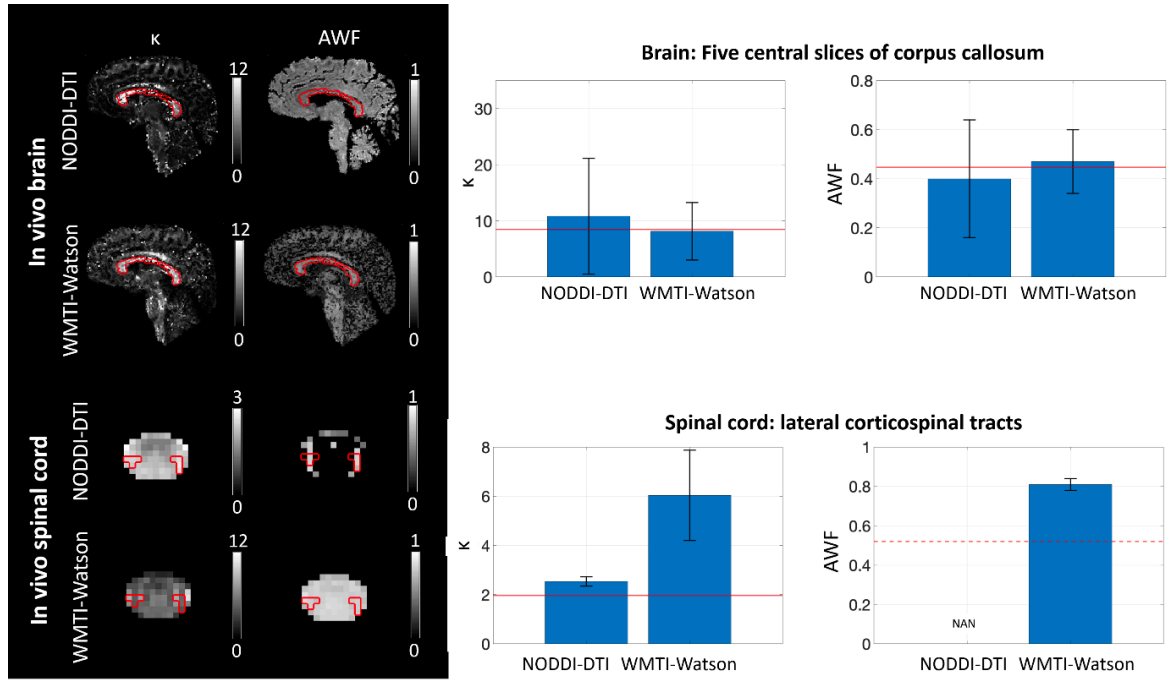 κ
AWF
In vivo brain
NODDI-DTI
12
0
1
0
WMTI-Watson
12
0
1
0
In vivo spinal cord
NODDI-DTI
3
0
1
0
WMTI-Watson
12
0
1
0
Brain: Five central slices of corpus callosum
κ
30
20
10
0
NODDI-DTI WMTI-Watson
AWF
0.8
0.6
0.4
0.2
0
NODDI-DTI WMTI-Watson
Spinal cord: lateral corticospinal tracts
κ
8
6
4
2
0
NODDI-DTI WMTI-Watson
AWF
1
0.8
0.6
0.4
0.2
0
NAN
NODDI-DTI WMTI-Watson